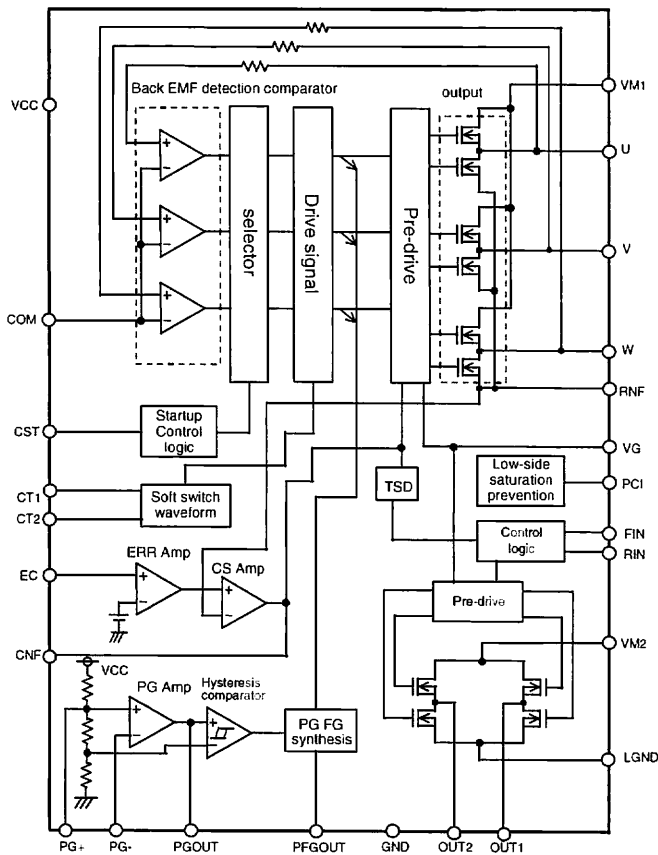 Back EMF detection comparator
output
VCC
VM1
U
V
W
COM
RNF
selector
Drive signal
Pre-drive
+
−
+
−
+
−
CST
Startup
Control
logic
VG
CT1
CT2
Soft switch
waveform
TSD
Low-side
saturation
prevention
PCI
Control
logic
FIN
RIN
EC
ERR Amp
+
−
CS Amp
+
−
Pre-drive
CNF
VCC
VM2
PG Amp
+
−
Hysteresis
comparator
+
−
PG FG
synthesis
LGND
PG+
PG-
PGOUT
PFGOUT
GND
OUT2
OUT1